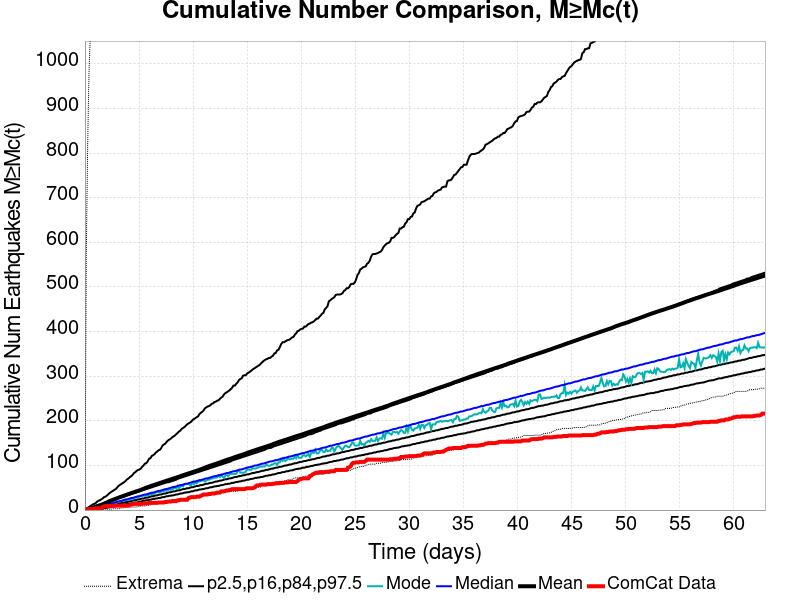 Cumulative Number Comparison, M≥Mc(t)
Cumulative Num Earthquakes M≥Mc(t)
1000
900
800
700
600
500
400
300
200
100
0
0 5 10 15 20 25 30 35 40 45 50 55 60
Time (days)
Extrema p2.5,p16,p84,p97.5 Mode Median Mean ComCat Data